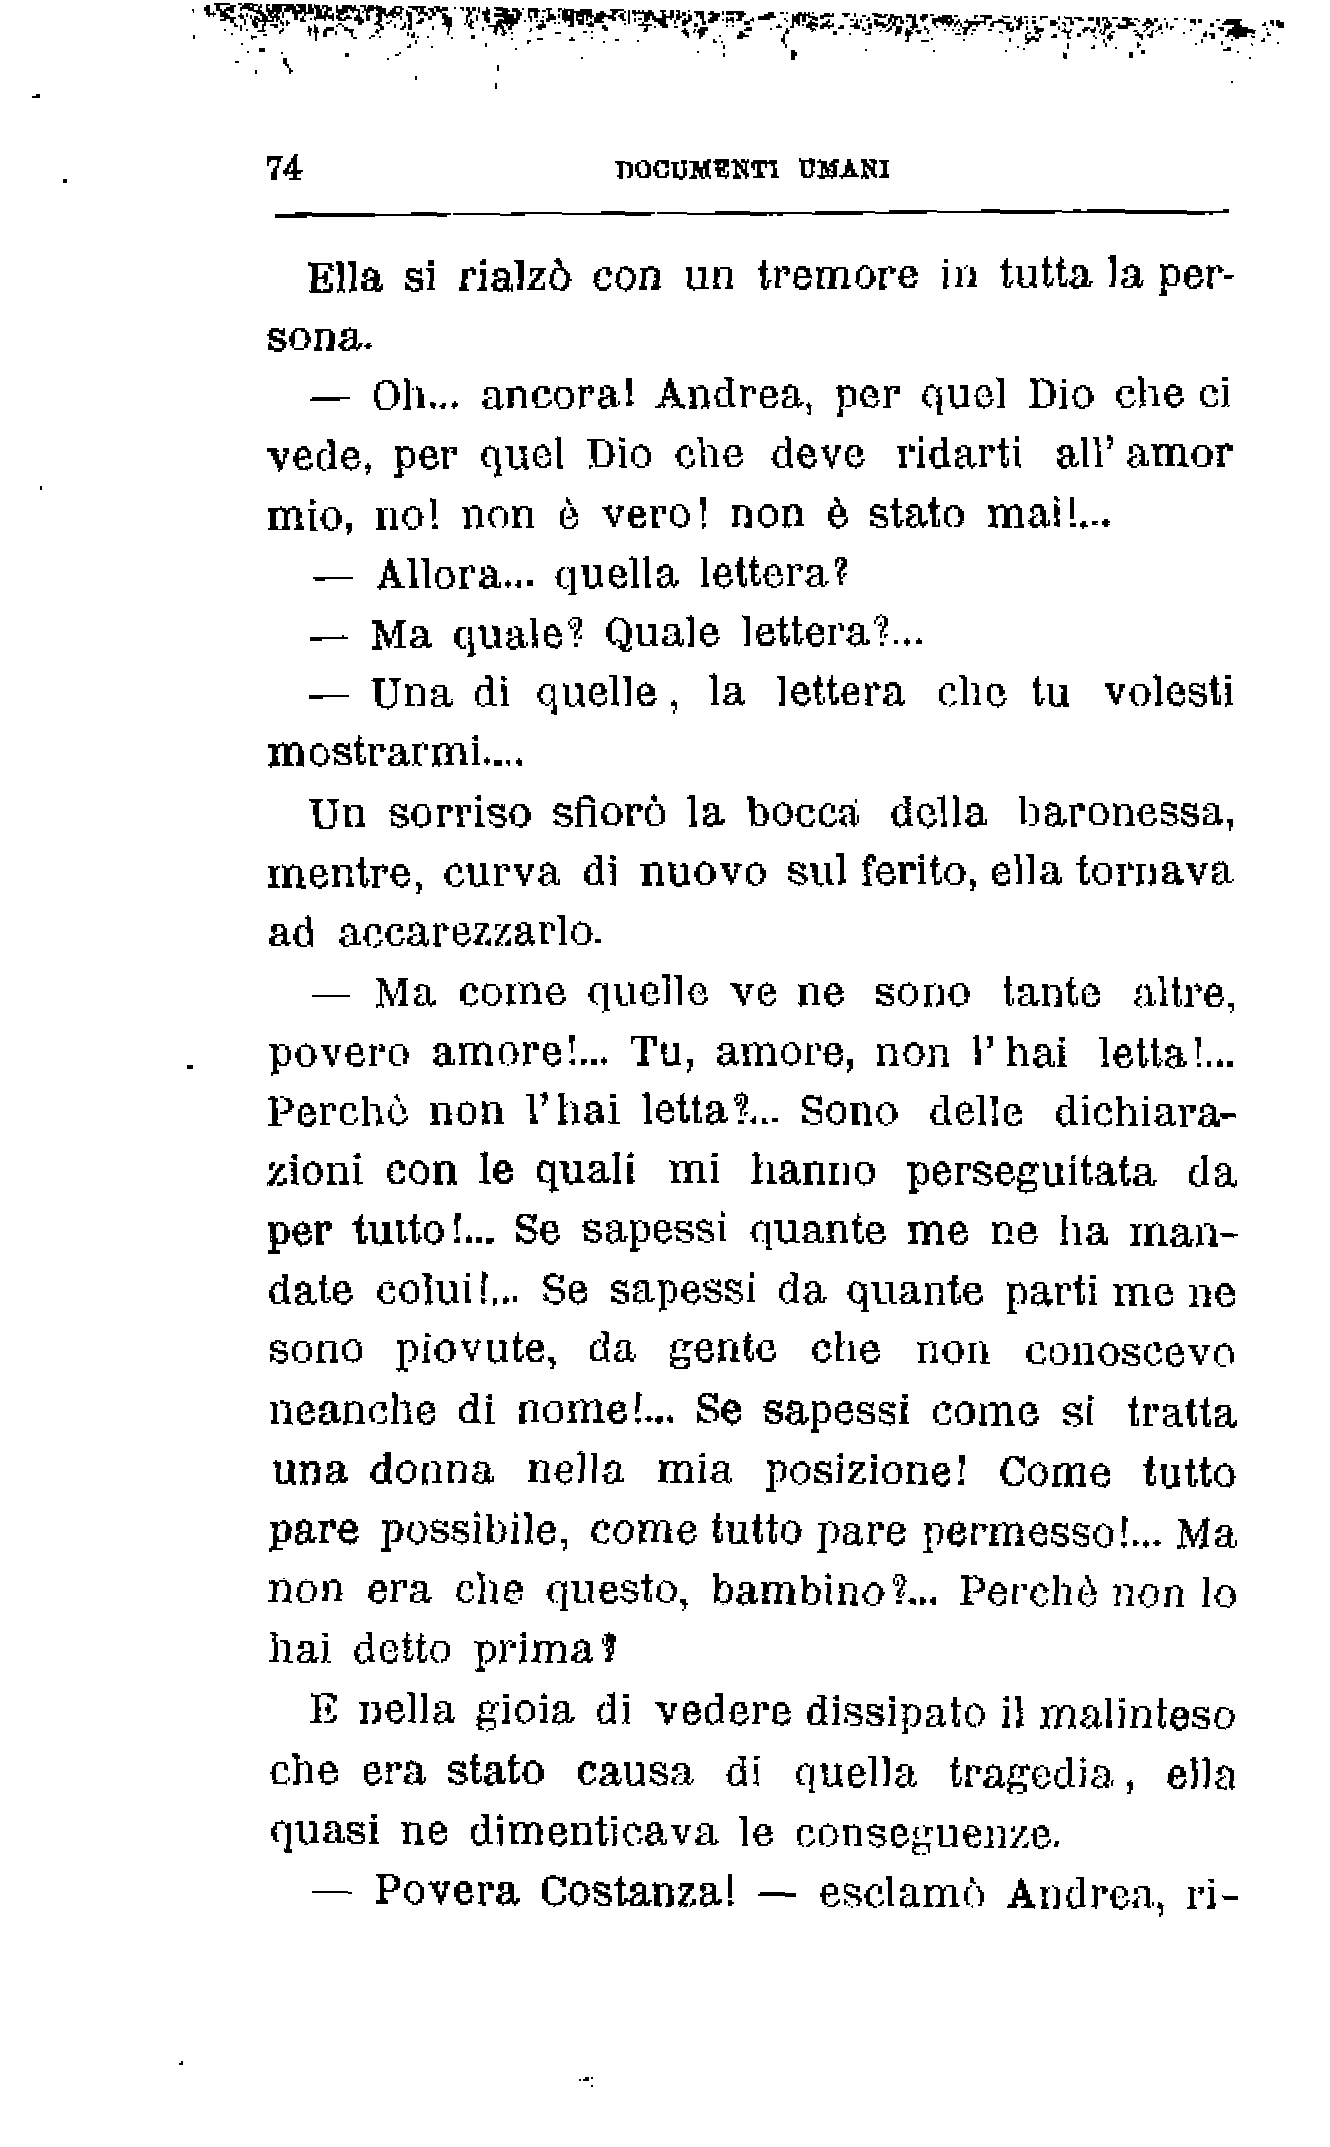 74 DOCUMENTI UMANI
Ella si rialzò con un tremore in tutta la per-
sona.
— Oh... ancora! Andrea, per quel Dio che ci
vede, per quel Dio che deve ridarti all' amor
mio, no! non è vero! non è stato mai!...
— Allora... quella lettera?
— Ma quale? Quale lettera?...
— Una di quelle, la lettera che tu volesti
mostrarmi....
Un sorriso sfiorò la bocca della baronessa,
mentre, curva di nuovo sul ferito, ella tornava
ad accarezzarlo.
— Ma come quelle ve ne sono tante altre,
povero amore!... Tu, amore, non l' hai letta!...
Perchè non l'hai letta?... Sono delle dichiara-
zioni con le quali mi hanno perseguitata da
per tutto!... Se sapessi quante me ne ha man-
date colui!... Se sapessi da quante parti me ne
sono piovute, da gente che non conoscevo
neanche di nome!... Se sapessi come si tratta
una donna nella mia posizione! Come tutto
pare possibile, come tutto pare permesso!... Ma
non era che questo, bambino?... Perchè non lo
hai detto prima?
E nella gioia di vedere dissipato il malinteso
che era stato causa di quella tragedia, ella
quasi ne dimenticava le conseguenze.
— Povera Costanza! — esclamò Andrea, ri-